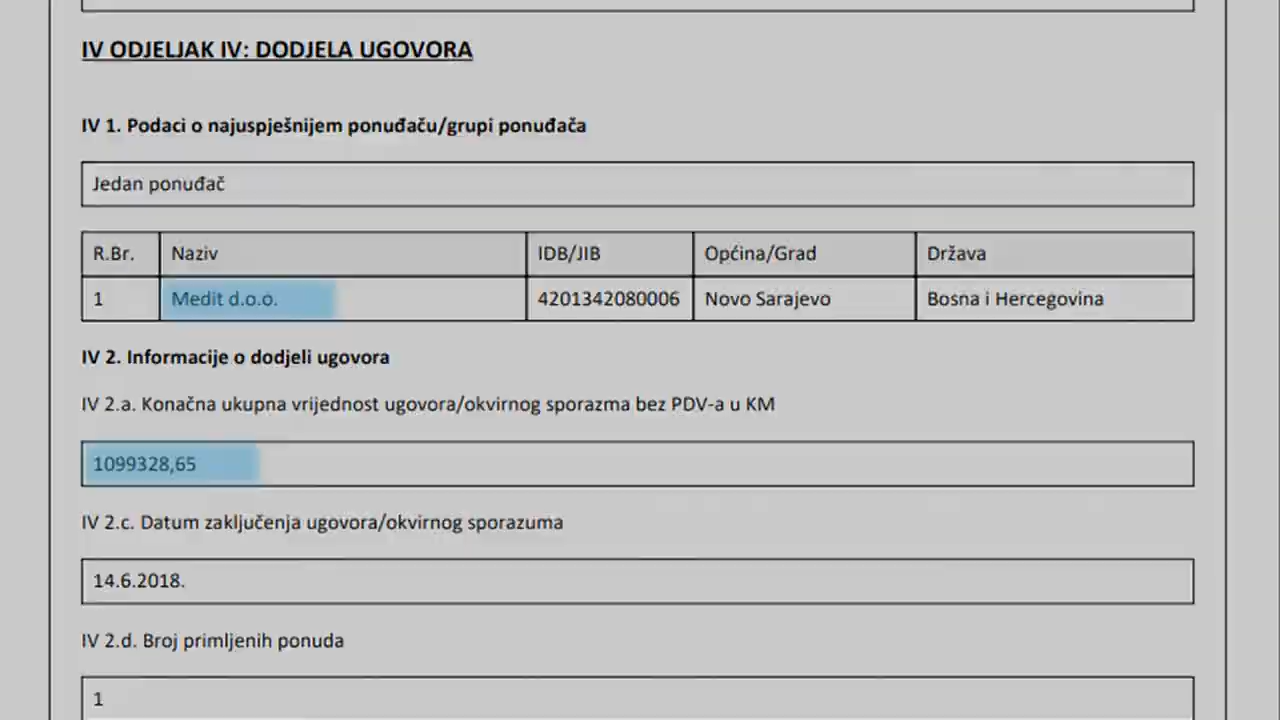 IV ODJELJAK IV: DODJELA UGOVORA
IV 1. Podaci o najuspješnijem ponuđaču/grupi ponuđača
Jedan ponuđač
R.Br. Naziv IDB/JIB Općina/Grad Država
1 Medit d.o.o. 4201342080006 Novo Sarajevo Bosna i Hercegovina
IV 2. Informacije o dodjeli ugovora
IV 2.a. Konačna ukupna vrijednost ugovora/okvirnog sporazma bez PDV-a u KM
1099328,65
IV 2.c. Datum zaključenja ugovora/okvirnog sporazuma
14.6.2018.
IV 2.d. Broj primljenih ponuda
1